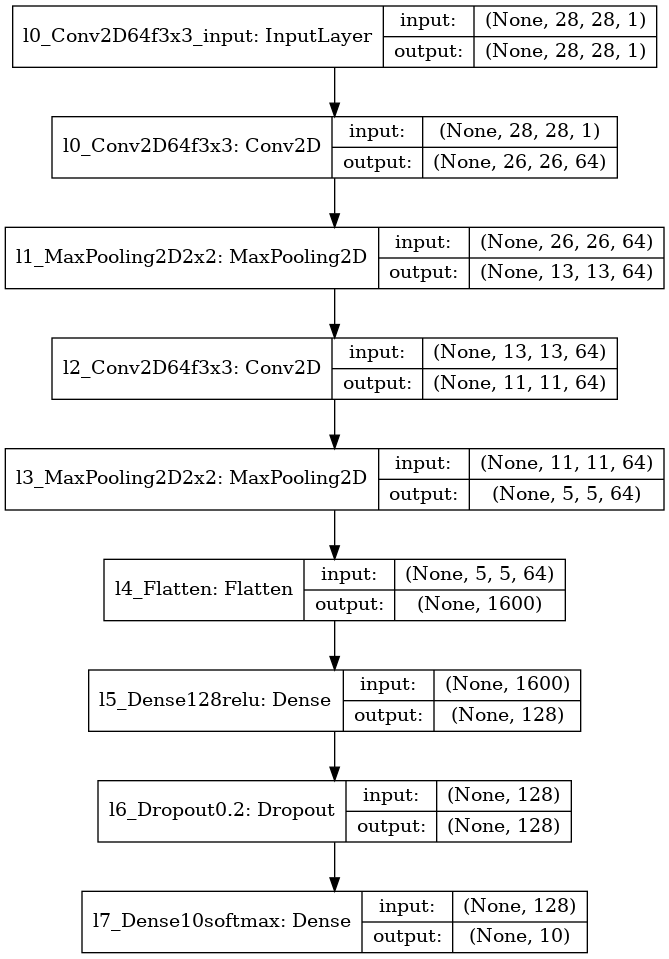 l0_Conv2D64f3x3_input: InputLayer
input: (None, 28, 28, 1)
output: (None, 28, 28, 1)
l0_Conv2D64f3x3: Conv2D
input: (None, 28, 28, 1)
output: (None, 26, 26, 64)
l1_MaxPooling2D2x2: MaxPooling2D
input: (None, 26, 26, 64)
output: (None, 13, 13, 64)
l2_Conv2D64f3x3: Conv2D
input: (None, 13, 13, 64)
output: (None, 11, 11, 64)
l3_MaxPooling2D2x2: MaxPooling2D
input: (None, 11, 11, 64)
output: (None, 5, 5, 64)
l4_Flatten: Flatten
input: (None, 5, 5, 64)
output: (None, 1600)
l5_Dense128relu: Dense
input: (None, 1600)
output: (None, 128)
l6_Dropout0.2: Dropout
input: (None, 128)
output: (None, 128)
l7_Dense10softmax: Dense
input: (None, 128)
output: (None, 10)